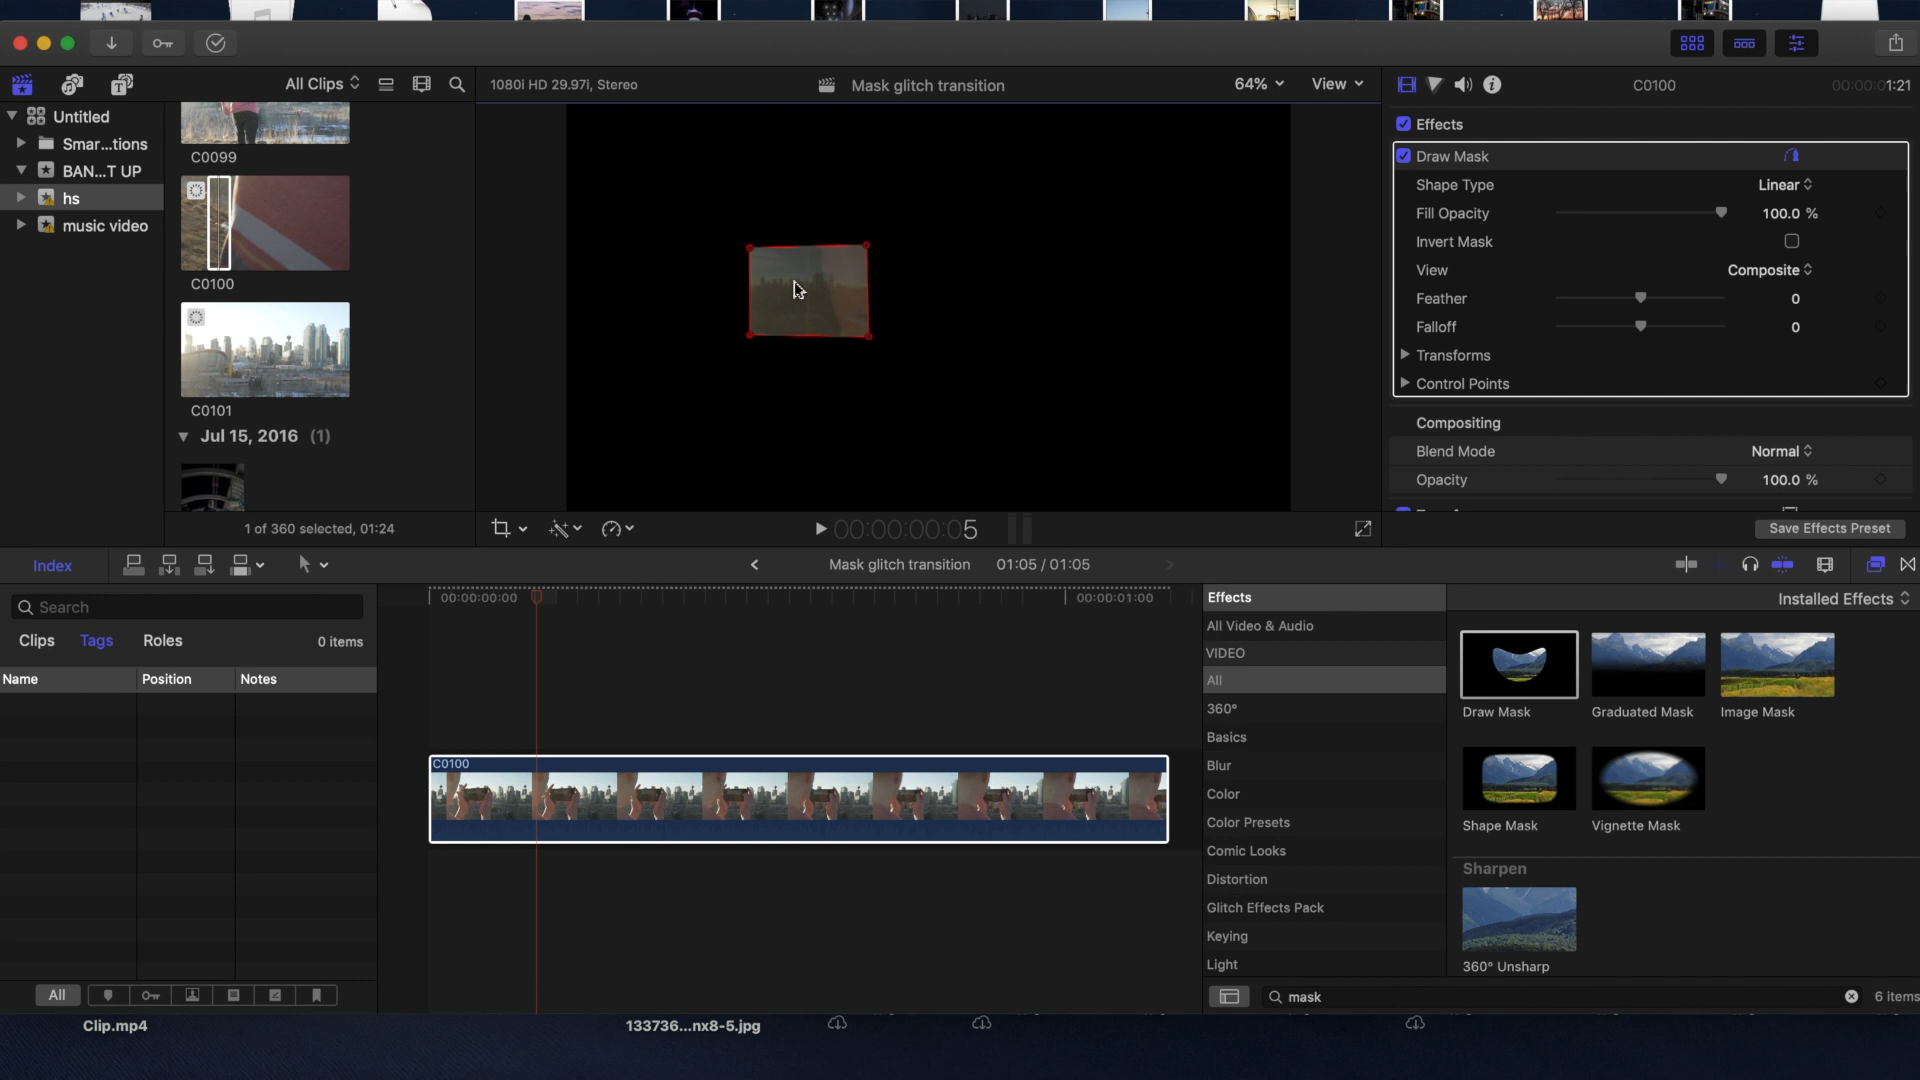 All Clips
1080i HD 29.97i, Stereo
Mask glitch transition
64%
View
C0100
00:00:01:21
Untitled
Smar...tions
BAN...T UP
hs
music video
C0099
C0100
C0101
Jul 15, 2016 (1)
1 of 360 selected, 01:24
00:00:00:05
Effects
Draw Mask
Shape Type Linear
Fill Opacity 100.0 %
Invert Mask
View Composite
Feather 0
Falloff 0
Transforms
Control Points
Compositing
Blend Mode Normal
Opacity 100.0 %
Save Effects Preset
Index
Mask glitch transition 01:05 / 01:05
Search
Clips Tags Roles 0 items
Name Position Notes
All
00:00:00:00
00:00:01:00
C0100
Effects
Installed Effects
All Video & Audio
VIDEO
All
360°
Basics
Blur
Color
Color Presets
Comic Looks
Distortion
Glitch Effects Pack
Keying
Light
Draw Mask
Graduated Mask
Image Mask
Shape Mask
Vignette Mask
Sharpen
360° Unsharp
mask
6 items
Clip.mp4
133736...nx8-5.jpg